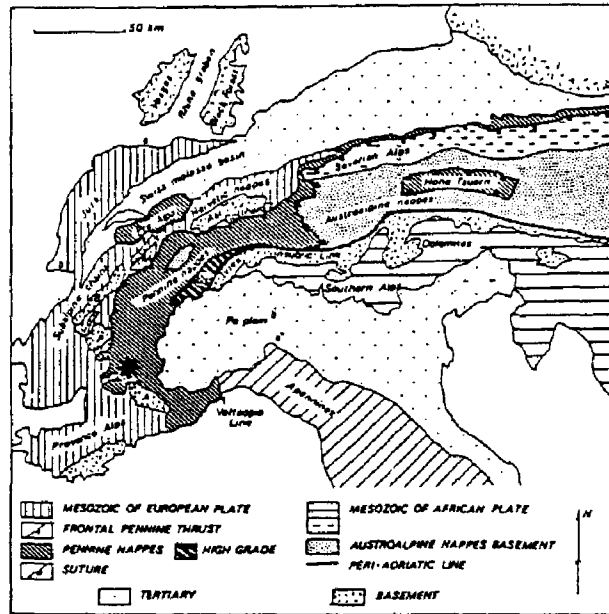 50 km
Vosges
Rhine graben
Black Forest
Jura
Swiss molasse basin
Helvetic nappes
Bavarian Alps
Hohe Tauern
Austroalpine nappes
Dolomites
Southern Alps
Pennine nappes
Subalpine chains
Po plain
Apennines
Voltaggio
Line
Provence Alps
N
MESOZOIC OF EUROPEAN PLATE
FRONTAL PENNINE THRUST
PENNINE NAPPES
HIGH GRADE
SUTURE
MESOZOIC OF AFRICAN PLATE
AUSTROALPINE NAPPES BASEMENT
PERI-ADRIATIC LINE
TERTIARY
BASEMENT